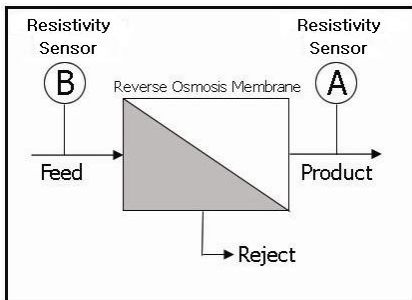 Resistivity
Sensor
B
Resistivity
Sensor
A
Reverse Osmosis Membrane
Feed
Product
Reject